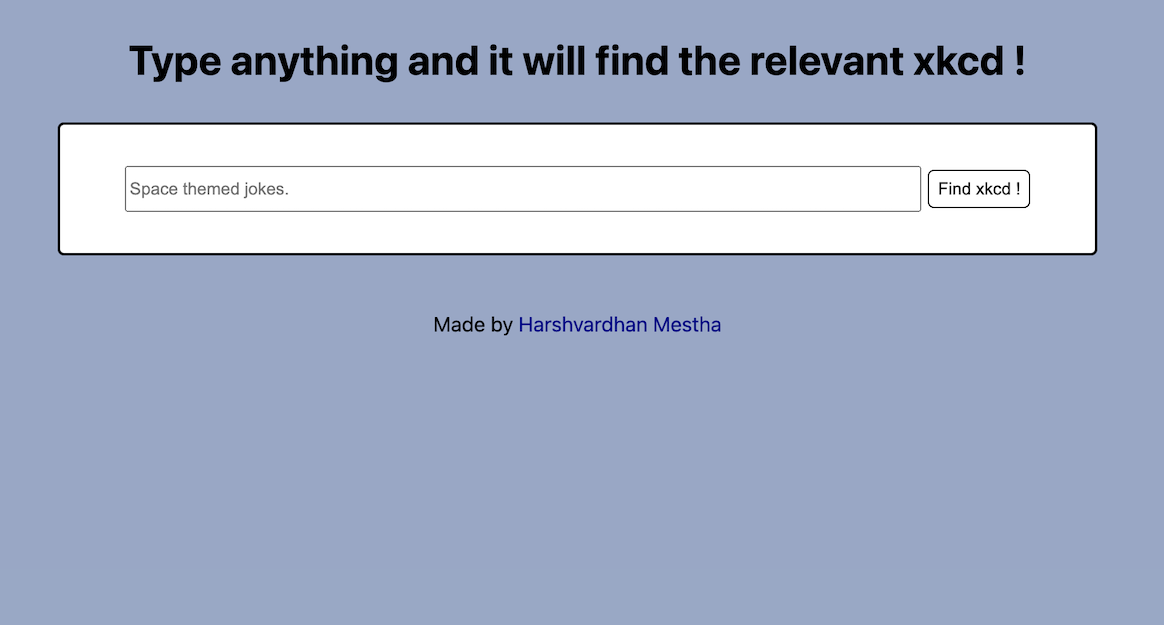 Type anything and it will find the relevant xkcd !
Space themed jokes.
Find xkcd !
Made by Harshvardhan Mestha